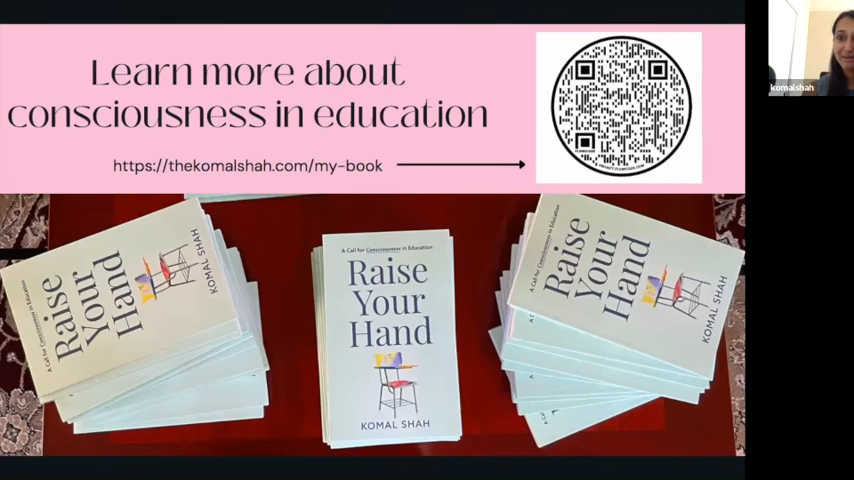 Learn more about
consciousness in education
https://thekomalshah.com/my-book
komalshah
A Call for Consciousness in Education
Raise
Your
Hand
KOMAL SHAH
A Call for Consciousness in Education
Raise
Your
Hand
KOMAL SHAH
A Call for Consciousness in Education
Raise
Your
Hand
KOMAL SHAH